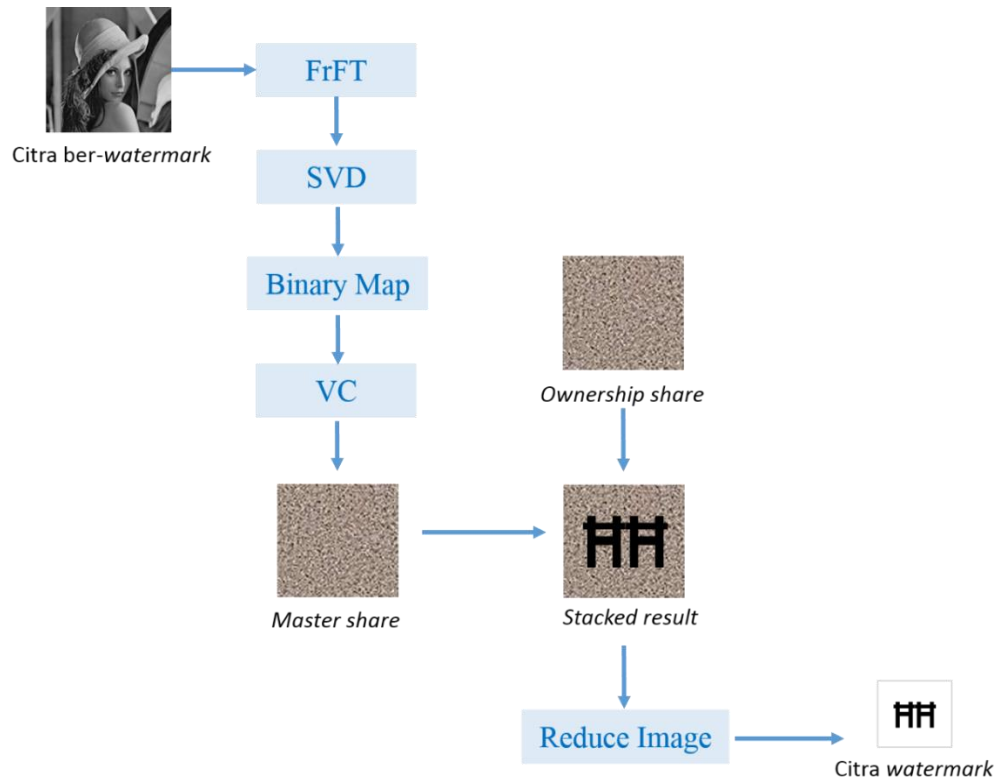 FrFT
Citra ber-watermark
SVD
Binary Map
VC
Ownership share
Master share
Stacked result
Reduce Image
Citra watermark